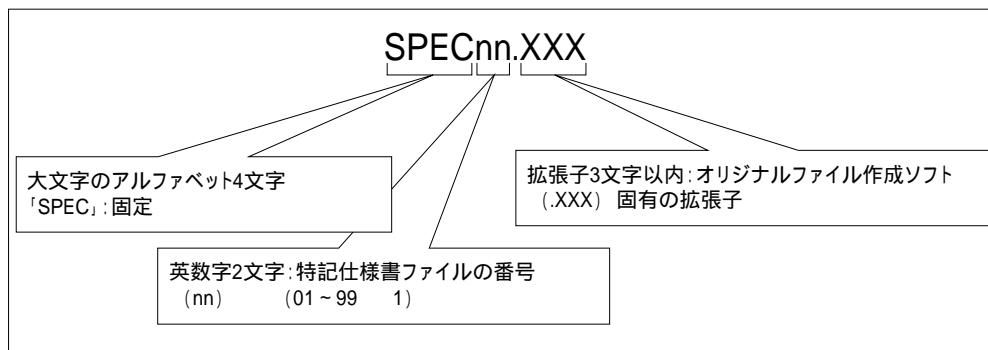 SPECnn.XXX
大文字のアルファベット4文字
「SPEC」:固定
拡張子3文字以内:オリジナルファイル作成ソフト
(.XXX) 固有の拡張子
英数字2文字:特記仕様書ファイルの番号
(nn) (01~99 1)